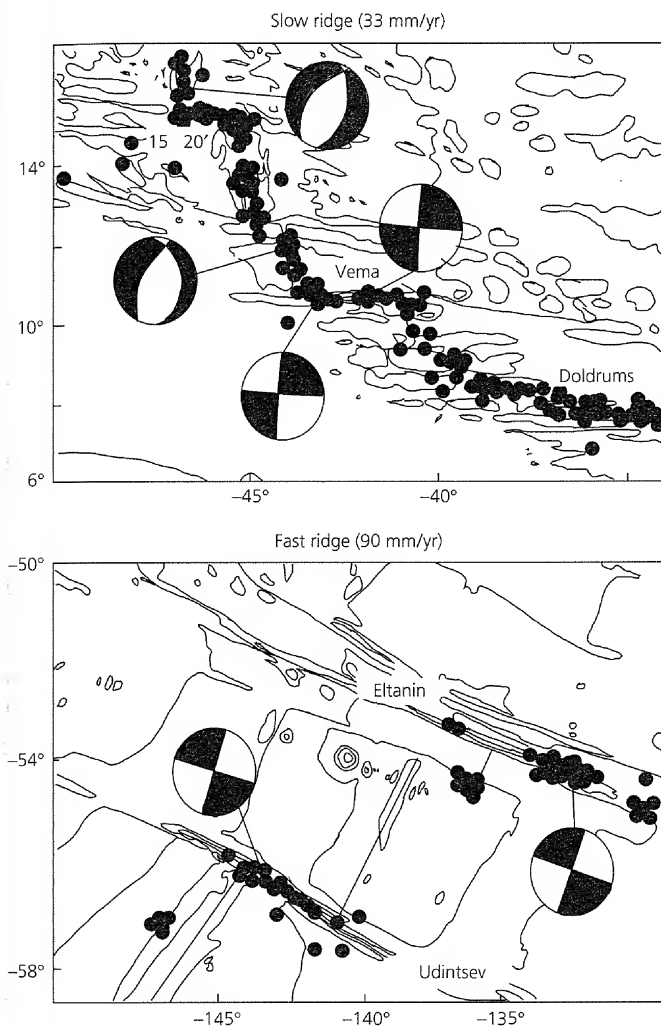 Slow ridge (33 mm/yr)
15 20′
14°
Vema
10°
Doldrums
6°
−45° −40°
Fast ridge (90 mm/yr)
−50°
Eltanin
−54°
−58°
Udintsev
−145° −140° −135°